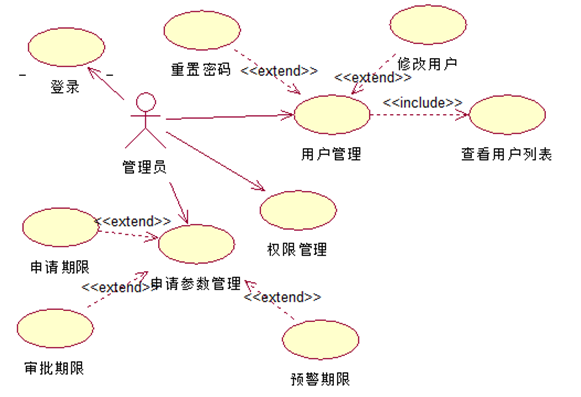 重置密码
<<extend>>
修改用户
<<extend>>
登录
<<include>>
用户管理
查看用户列表
管理员
<<extend>>
权限管理
申请期限
申请参数管理
<<extend>
<<extend>>
审批期限
预警期限